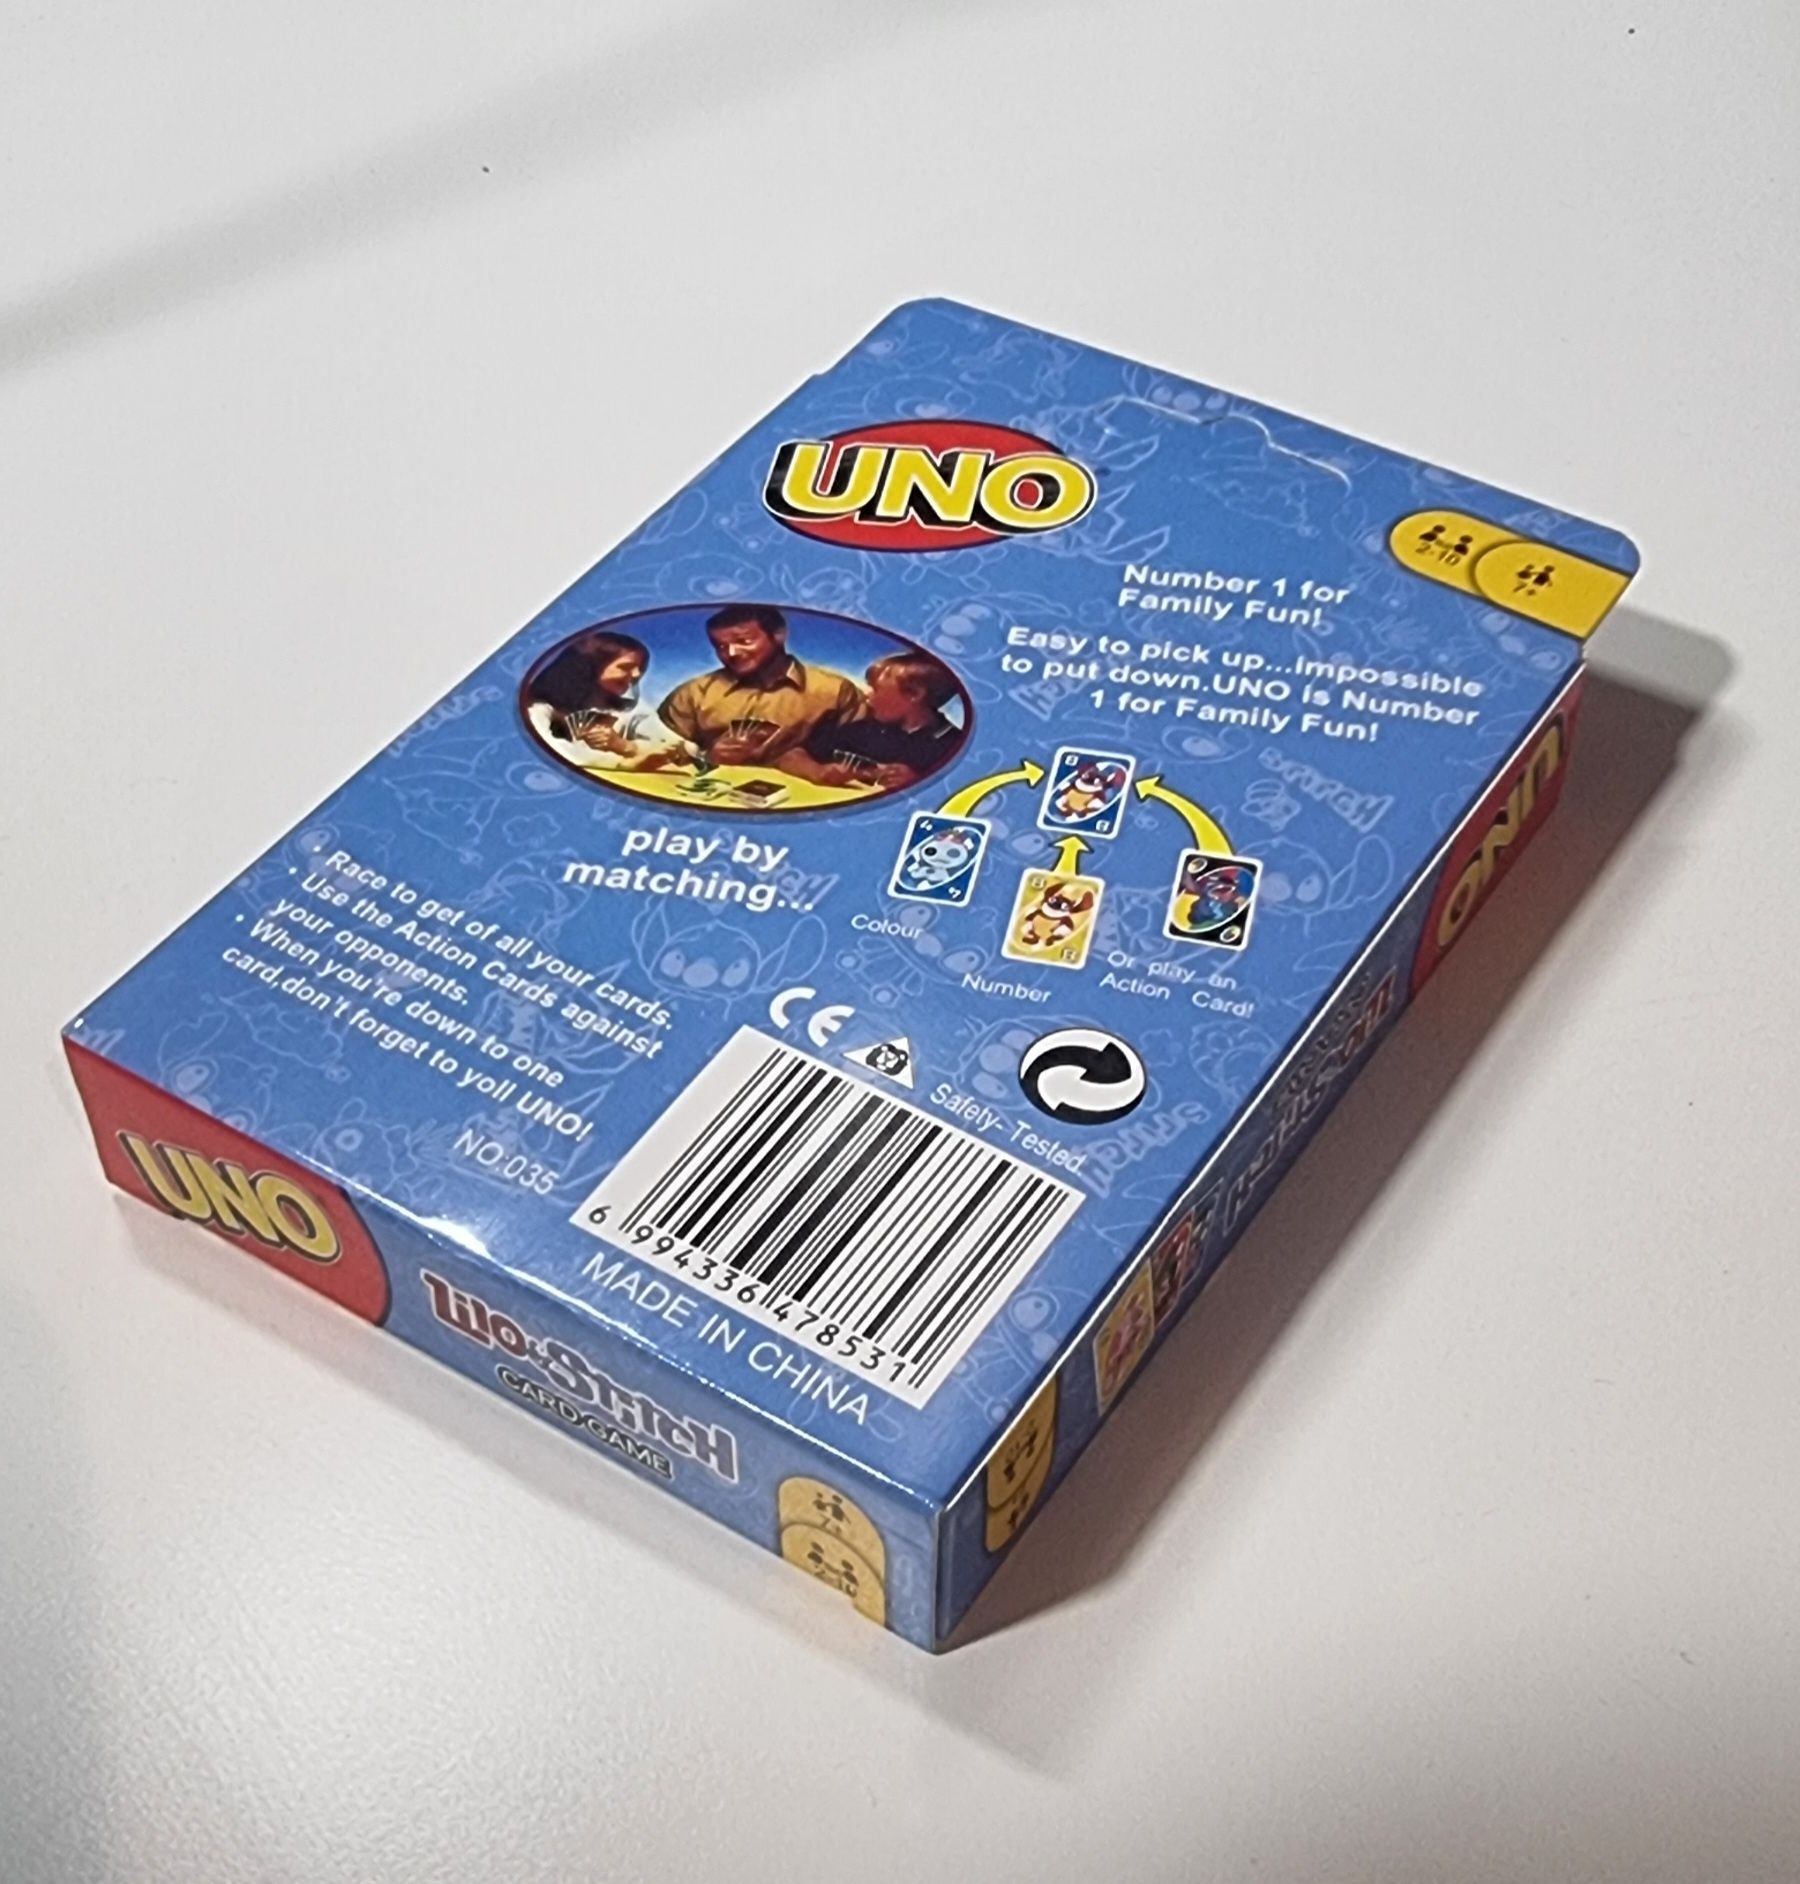 UNO
2-10
7+
Number 1 for
Family Fun!
Easy to pick up...Impossible
to put down.UNO is Number
1 for Family Fun!
play by
matching...
Colour
Number
Or play an
Action Card!
· Race to get of all your cards.
· Use the Action Cards against
your opponents.
· When you're down to one
card,don't forget to yoll UNO!
NO:035
CE
Safety-Tested
6 994336 478531
MADE IN CHINA
UNO
Lilo & Stitch
CARD GAME
7+
2-10
UNO